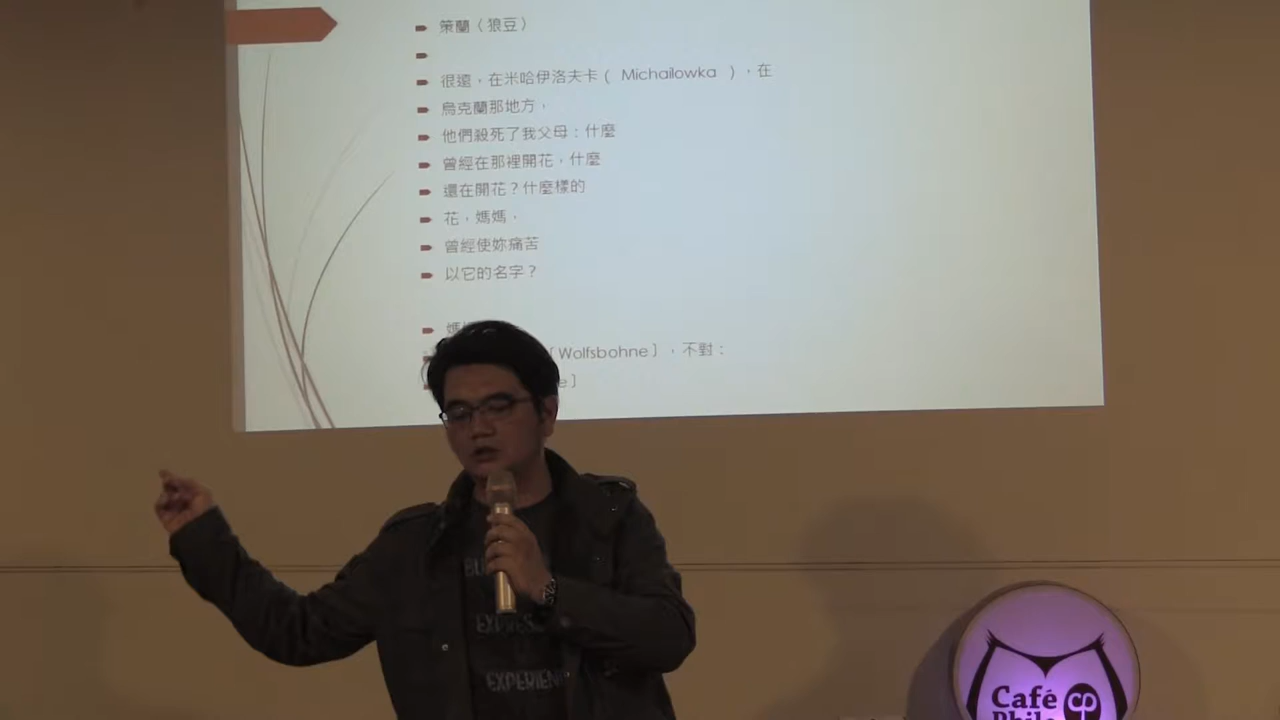 策蘭（狼豆）
很遠，在米哈伊洛夫卡（ Michailowka ），在
烏克蘭那地方，
他們殺死了我父母：什麼
曾經在那裡開花，什麼
還在開花？什麼樣的
花，媽媽，
曾經使妳痛苦
以它的名字？
媽
〔Wolfsbohne〕，不對：
e〕
EXPERIEN
Café
Philo